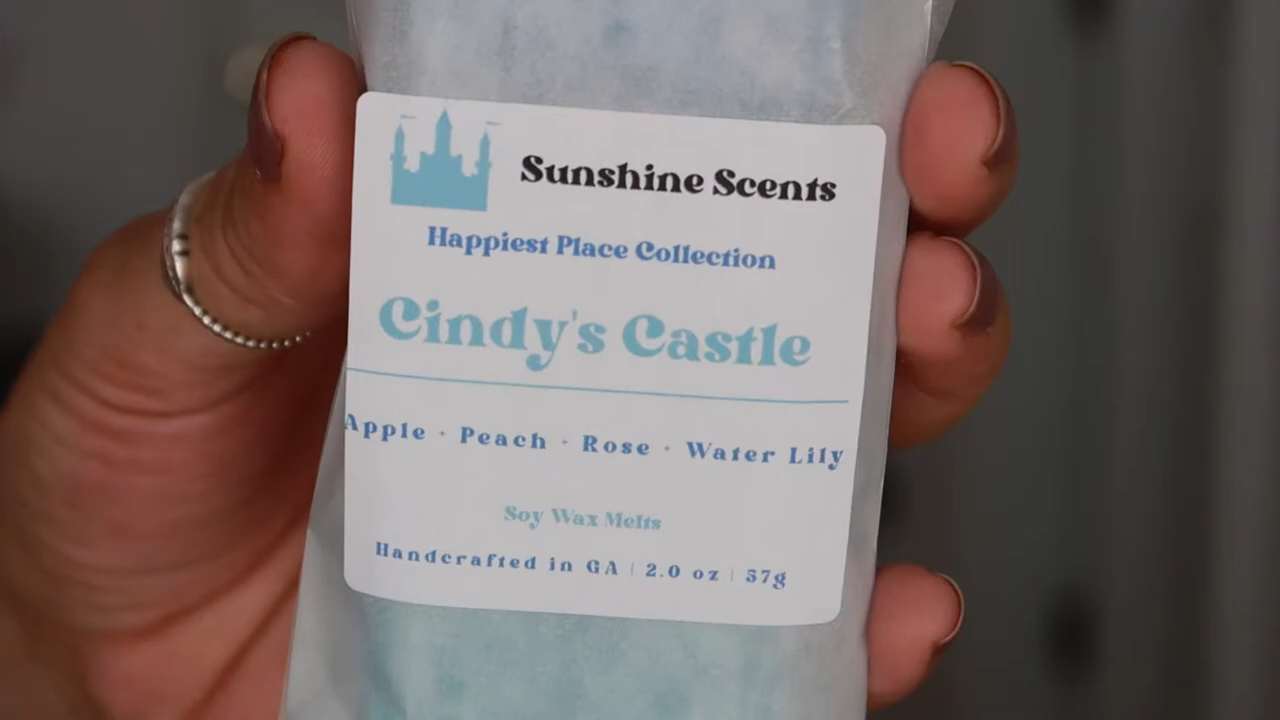 Sunshine Scents
Happiest Place Collection
Cindy's Castle
Apple · Peach · Rose · Water Lily
Soy Wax Melts
Handcrafted in GA | 2.0 oz | 57g